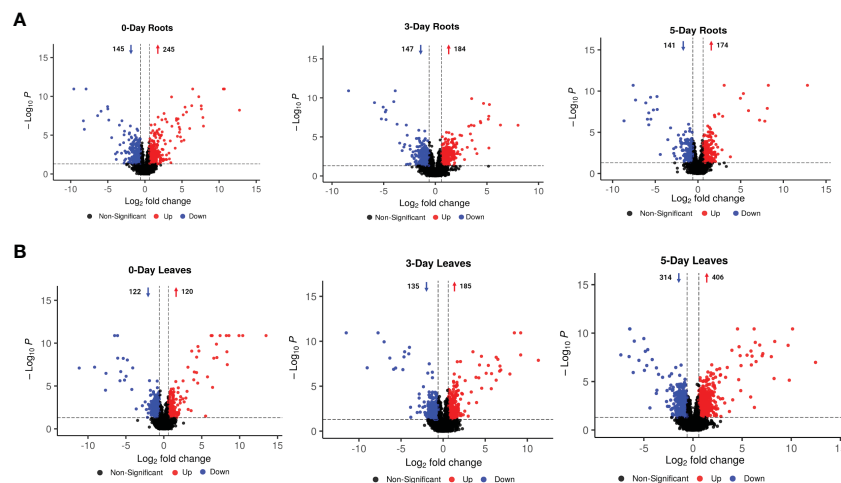 A
0-Day Roots
145 ↓ ↑ 245
15
10
5
0
− Log10 P
-10 -5 0 5 10 15
Log2 fold change
Non-Significant Up Down
3-Day Roots
147 ↓ ↑ 184
15
10
5
0
− Log10 P
-10 -5 0 5 10
Log2 fold change
Non-Significant Up Down
5-Day Roots
141 ↓ ↑ 174
15
10
5
0
− Log10 P
-10 -5 0 5 10 15
Log2 fold change
Non-Significant Up Down
B
0-Day Leaves
122 ↓ ↑ 120
15
10
5
0
− Log10 P
-10 -5 0 5 10 15
Log2 fold change
Non-Significant Up Down
3-Day Leaves
135 ↓ ↑ 185
15
10
5
0
− Log10 P
-10 -5 0 5 10
Log2 fold change
Non-Significant Up Down
5-Day Leaves
314 ↓ ↑ 406
15
10
5
0
− Log10 P
-5 0 5 10
Log2 fold change
Non-Significant Up Down